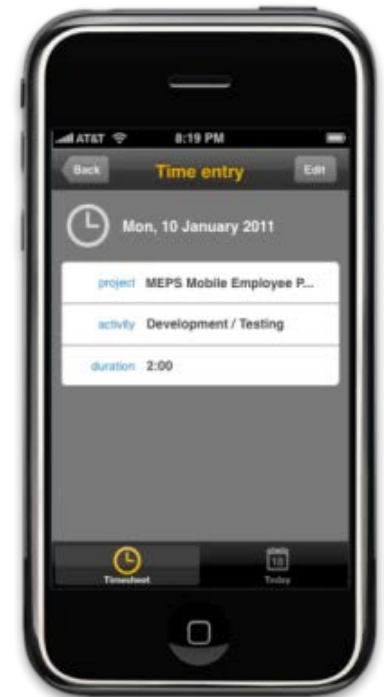 AT&T 8:19 PM
Back Time entry Edit
Mon, 10 January 2011
project MEPS Mobile Employee P...
activity Development / Testing
duration 2:00
18
Timesheet Today